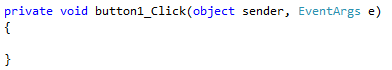 private void button1_Click(object sender, EventArgs e)
{
}